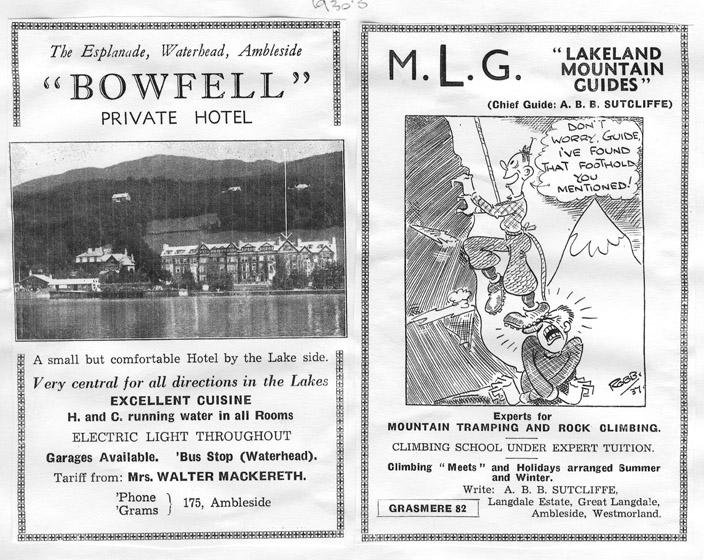 The Esplanade, Waterhead, Ambleside
"BOWFELL"
PRIVATE HOTEL
A small but comfortable Hotel by the Lake side.
Very central for all directions in the Lakes
EXCELLENT CUISINE
H. and C. running water in all Rooms
ELECTRIC LIGHT THROUGHOUT
Garages Available. 'Bus Stop (Waterhead).
Tariff from: Mrs. WALTER MACKERETH.
'Phone
'Grams } 175, Ambleside
M.L.G. "LAKELAND
MOUNTAIN
GUIDES"
(Chief Guide: A. B. B. SUTCLIFFE)
DON'T
WORRY, GUIDE,
I'VE FOUND
THAT FOOTHOLD
YOU
MENTIONED!
37.
Experts for
MOUNTAIN TRAMPING AND ROCK CLIMBING.
CLIMBING SCHOOL UNDER EXPERT TUITION.
Climbing "Meets" and Holidays arranged Summer
and Winter.
Write: A. B. B. SUTCLIFFE,
Langdale Estate, Great Langdale,
Ambleside, Westmorland.
GRASMERE 82